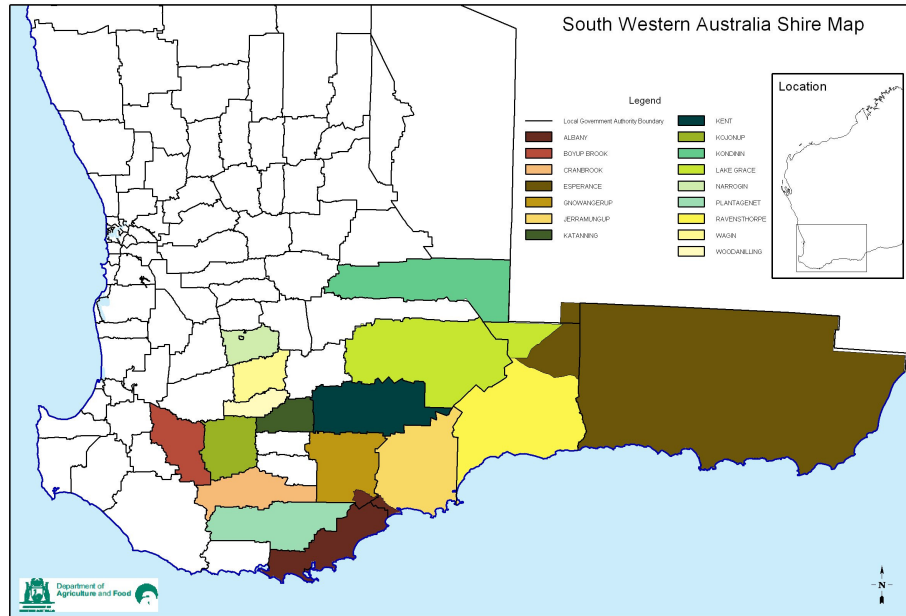 South Western Australia Shire Map
Legend
Local Government Authority Boundary
ALBANY
BOYUP BROOK
CRANBROOK
ESPERANCE
GNOWANGERUP
JERRAMUNGUP
KATANNING
KENT
KOJONUP
KONDININ
LAKE GRACE
NARROGIN
PLANTAGENET
RAVENSTHORPE
WAGIN
WOODANILLING
Location
Department of
Agriculture and Food
N